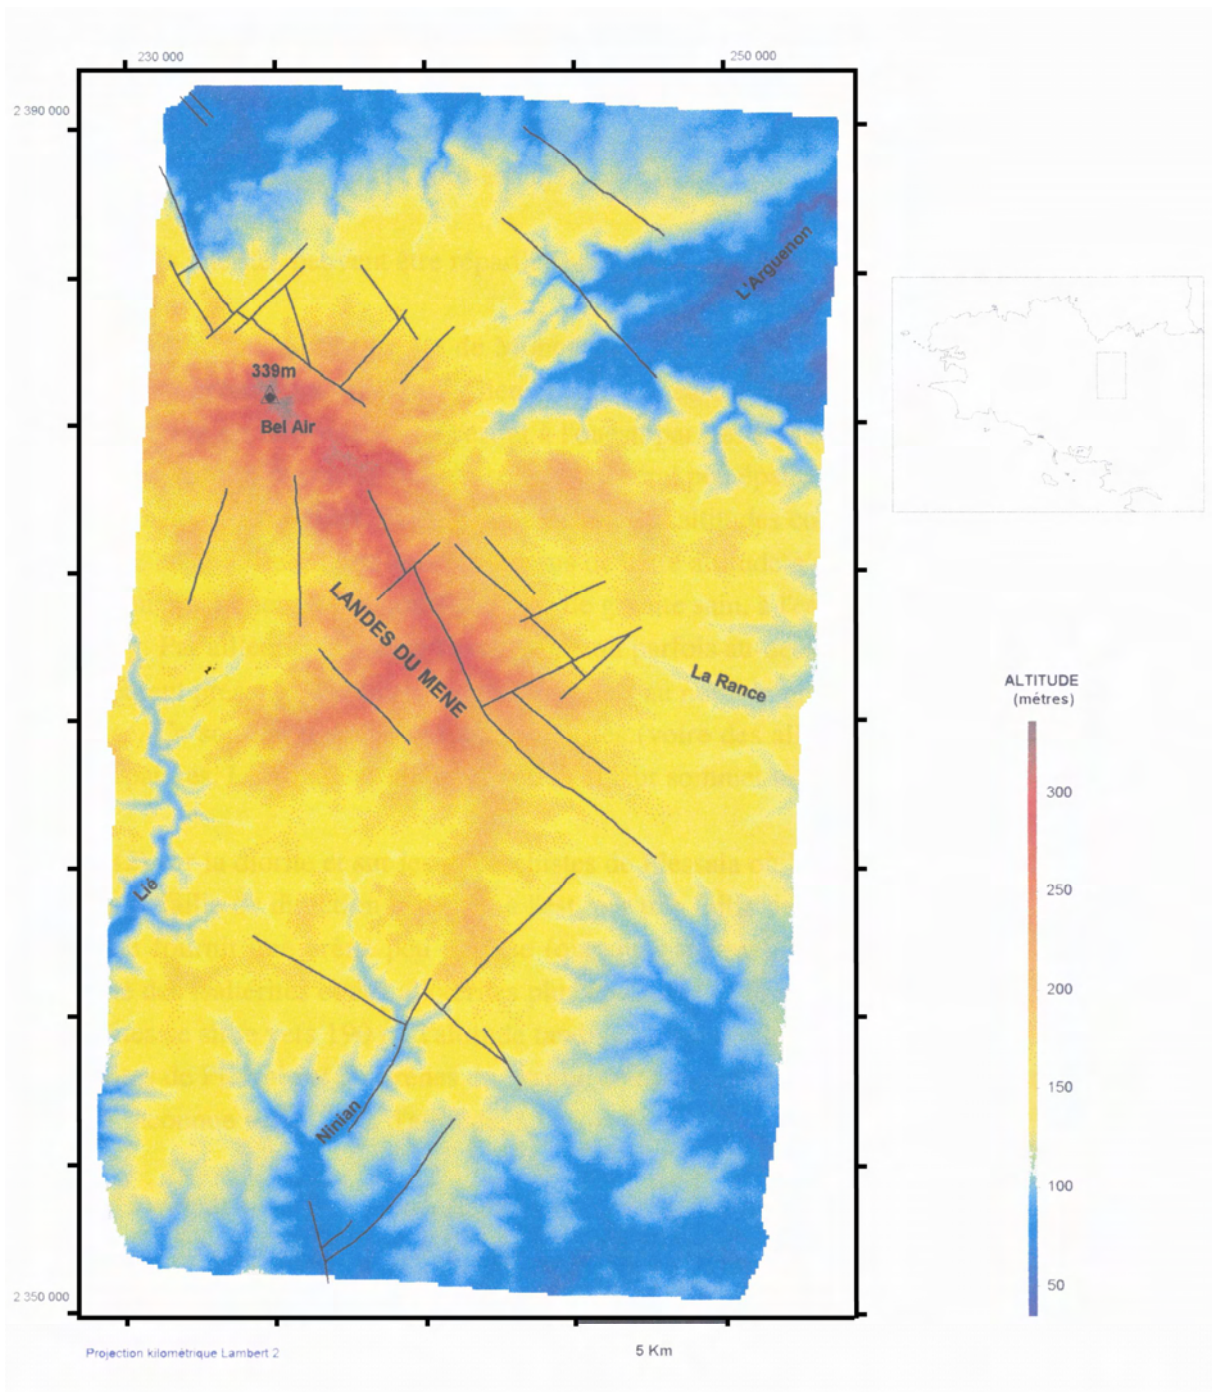 230 000
250 000
2 390 000
L'Arguenon
339m
Bel Air
LANDES DU MENE
La Rance
ALTITUDE
(métres)
300
250
200
150
100
50
Lié
Ninian
2 350 000
Projection kilométrique Lambert 2
5 Km